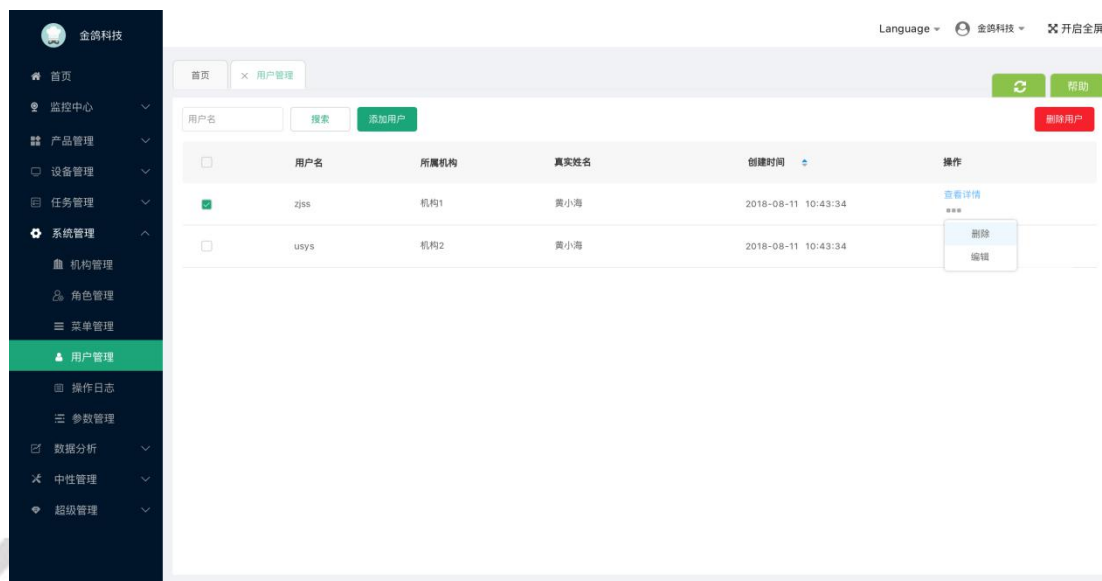 金鸽科技
Language 金鸽科技 开启全屏
首页
监控中心
产品管理
设备管理
任务管理
系统管理
机构管理
角色管理
菜单管理
用户管理
操作日志
参数管理
数据分析
中性管理
超级管理
首页 × 用户管理
帮助
用户名 搜索 添加用户 删除用户
用户名 所属机构 真实姓名 创建时间 操作
zjss 机构1 黄小海 2018-08-11 10:43:34 查看详情
usys 机构2 黄小海 2018-08-11 10:43:34
删除
编辑